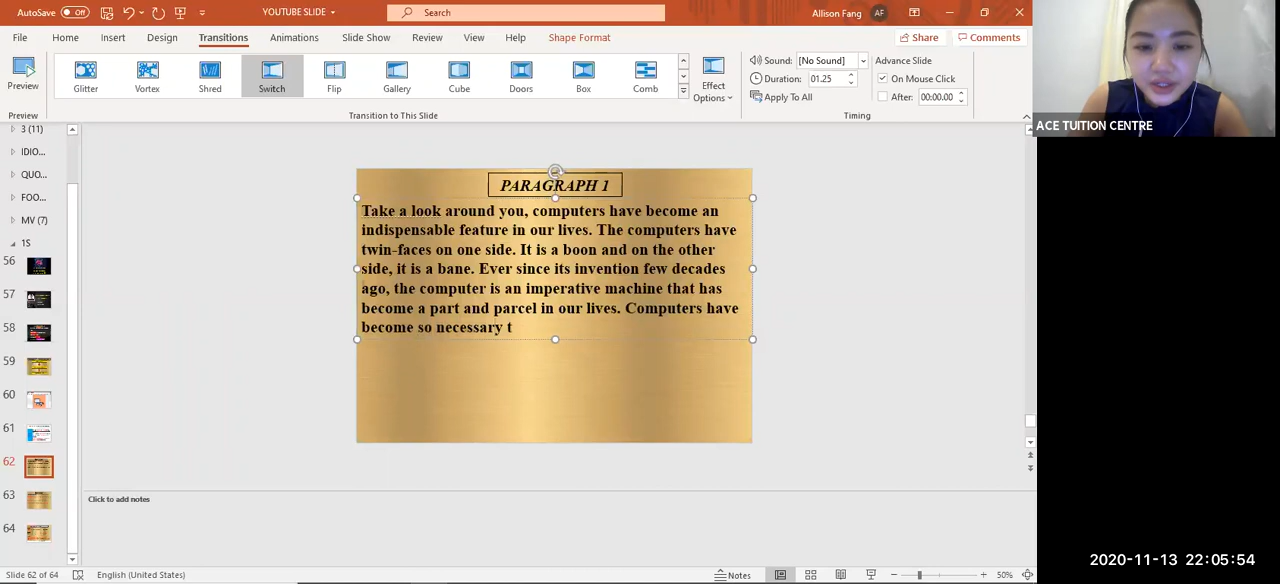 AutoSave Off
YOUTUBE SLIDE
Search
Allison Fang AF
File Home Insert Design Transitions Animations Slide Show Review View Help Shape Format Share Comments
Preview
Glitter Vortex Shred Switch Flip Gallery Cube Doors Box Comb
Effect Options
Sound: [No Sound]
Duration: 01.25
Apply To All
Advance Slide
On Mouse Click
After: 00:00.00
Preview Transition to This Slide Timing
ACE TUITION CENTRE
3 (11)
IDIO...
QUO...
FOO...
MV (7)
1S
56
57
58
59
60
61
62
63
64
PARAGRAPH 1
Take a look around you, computers have become an
indispensable feature in our lives. The computers have
twin-faces on one side. It is a boon and on the other
side, it is a bane. Ever since its invention few decades
ago, the computer is an imperative machine that has
become a part and parcel in our lives. Computers have
become so necessary t
Click to add notes
2020-11-13 22:05:54
Slide 62 of 64 English (United States) Notes 50%